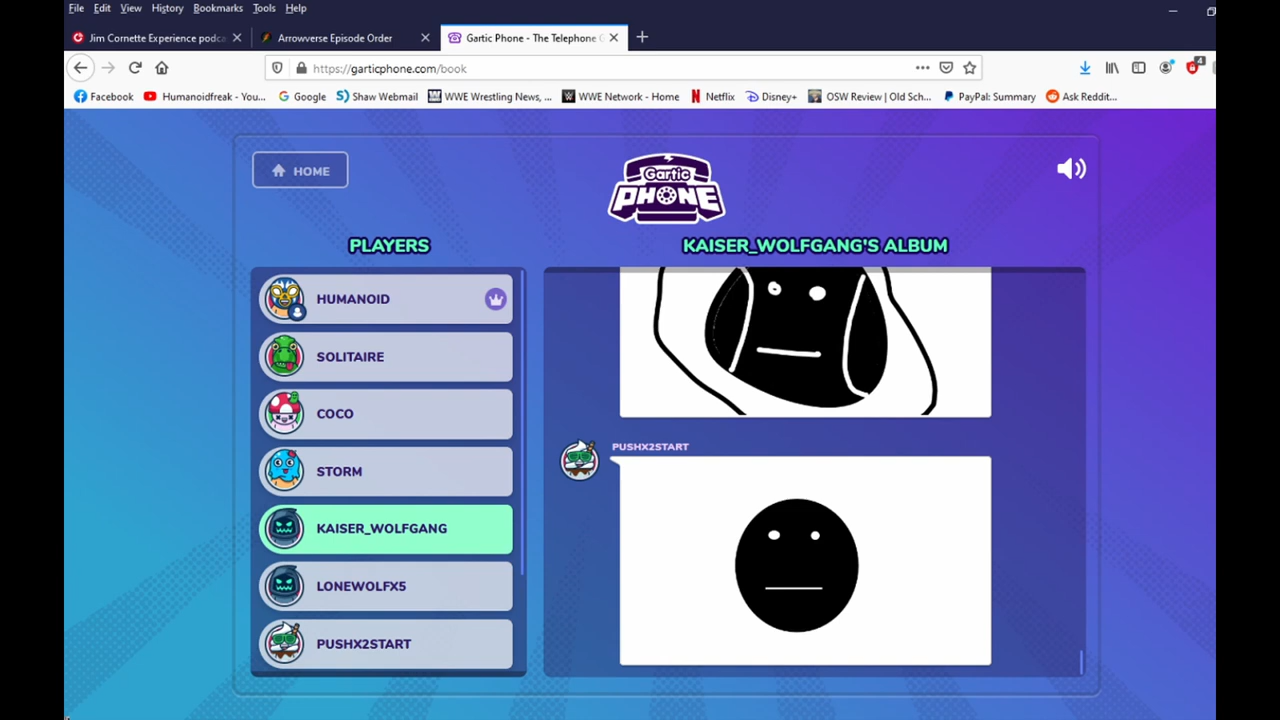 File Edit View History Bookmarks Tools Help
Jim Cornette Experience podca
Arrowverse Episode Order
Gartic Phone - The Telephone G
https://garticphone.com/book
4
Facebook
Humanoidfreak - You...
Google
Shaw Webmail
WWE Wrestling News, ...
WWE Network - Home
Netflix
Disney+
OSW Review | Old Sch...
PayPal: Summary
Ask Reddit...
HOME
Gartic
PHONE
PLAYERS
KAISER_WOLFGANG'S ALBUM
HUMANOID
SOLITAIRE
COCO
STORM
KAISER_WOLFGANG
LONEWOLFX5
PUSHX2START
PUSHX2START